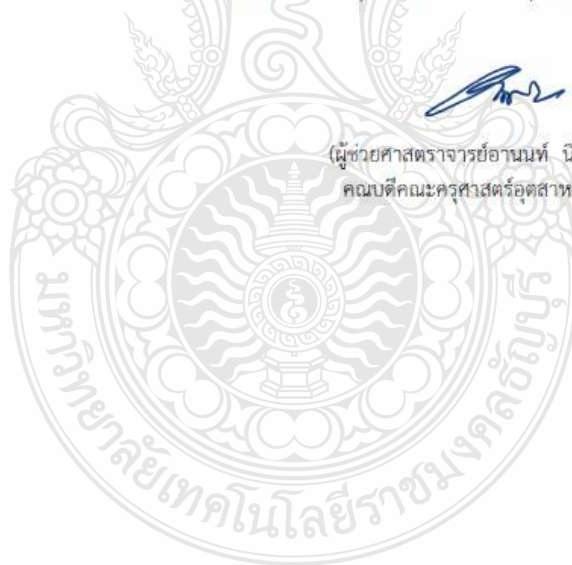 (ผู้ช่วยศาสตราจารย์อานนท์
คณบดีคณะครุศาสตร์อุตสาห
มหาวิทยาลัยเทคโนโลยีราชมงคลธัญบุรี